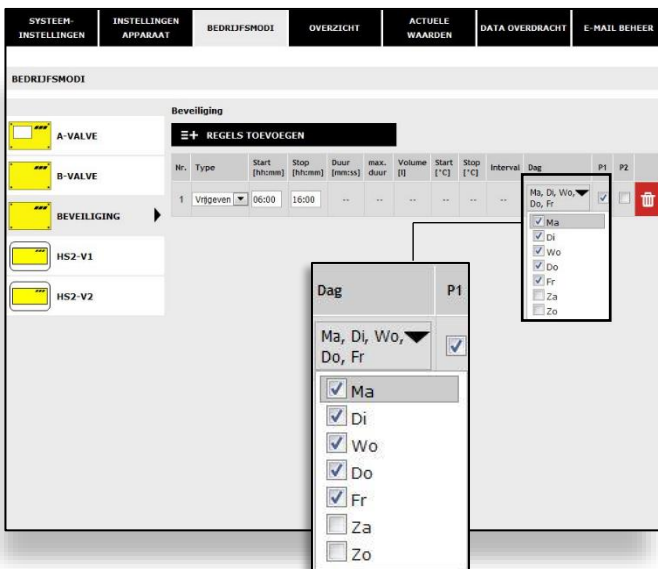 SYSTEEM-
INSTELLINGEN
INSTELLINGEN
APPARAAT
BEDRIJFSMODI
OVERZICHT
ACTUELE
WAARDEN
DATA OVERDRACHT
E-MAIL BEHEER
BEDRIJFSMODI
A-VALVE
B-VALVE
BEVEILIGING
HS2-V1
HS2-V2
Beveiliging
REGELS TOEVOEGEN
Nr. Type Start [hh:mm] Stop [hh:mm] Duur [mm:ss] max. duur Volume [l] Start [°C] Stop [°C] Interval Dag P1 P2
1 Vrijgeven 06:00 16:00 -- -- -- -- -- -- Ma, Di, Wo,
Do, Fr
Ma
Di
Wo
Do
Fr
Za
Zo
Dag P1
Ma, Di, Wo,
Do, Fr
Ma
Di
Wo
Do
Fr
Za
Zo